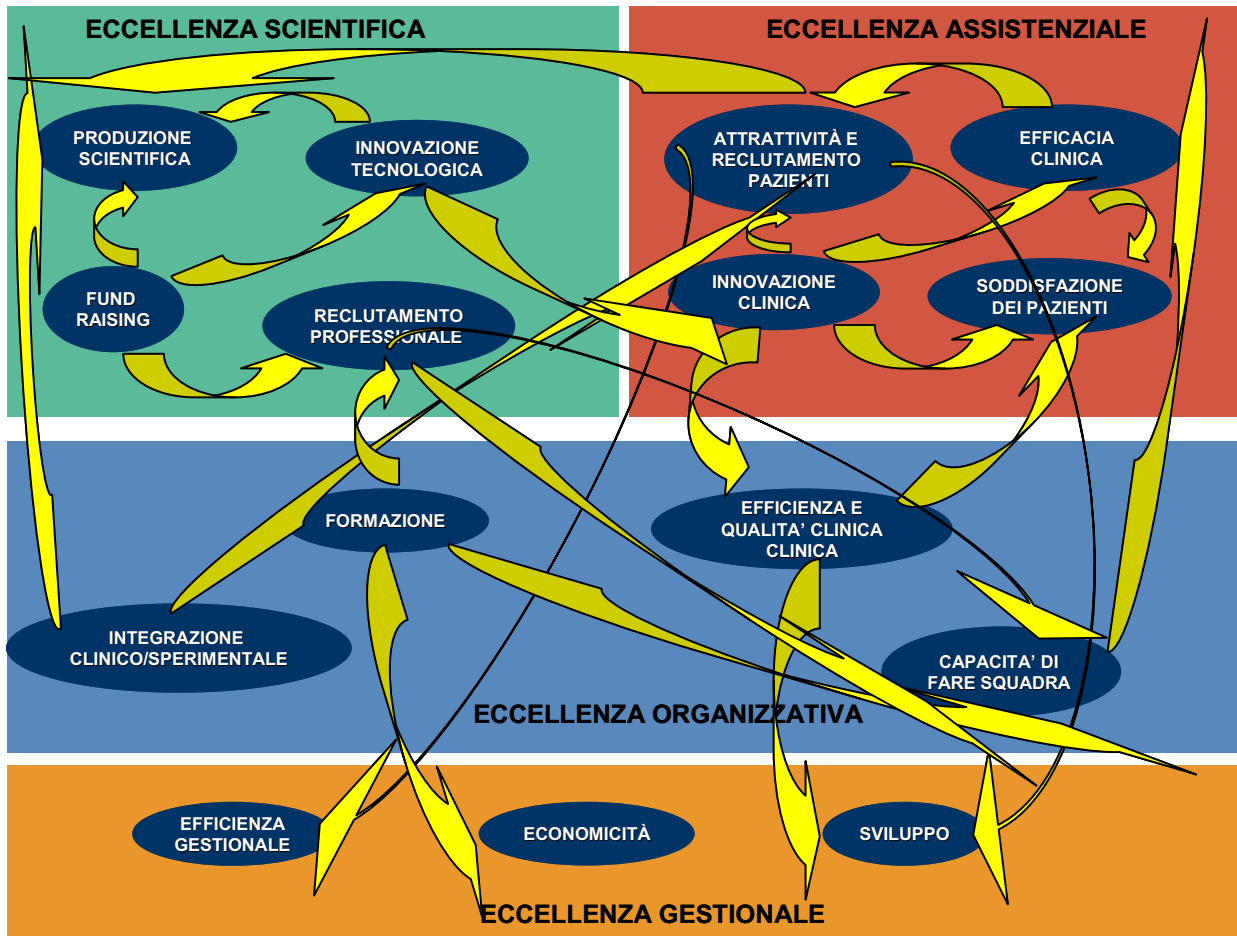 ECCELLENZA SCIENTIFICA
PRODUZIONE
SCIENTIFICA
INNOVAZIONE
TECNOLOGICA
FUND
RAISING
RECLUTAMENTO
PROFESSIONALE
ECCELLENZA ASSISTENZIALE
ATTRATTIVITÀ E
RECLUTAMENTO
PAZIENTI
EFFICACIA
CLINICA
INNOVAZIONE
CLINICA
SODDISFAZIONE
DEI PAZIENTI
FORMAZIONE
EFFICIENZA E
QUALITA' CLINICA
CLINICA
INTEGRAZIONE
CLINICO/SPERIMENTALE
CAPACITA' DI
FARE SQUADRA
ECCELLENZA ORGANIZZATIVA
EFFICIENZA
GESTIONALE
ECONOMICITÀ
SVILUPPO
ECCELLENZA GESTIONALE